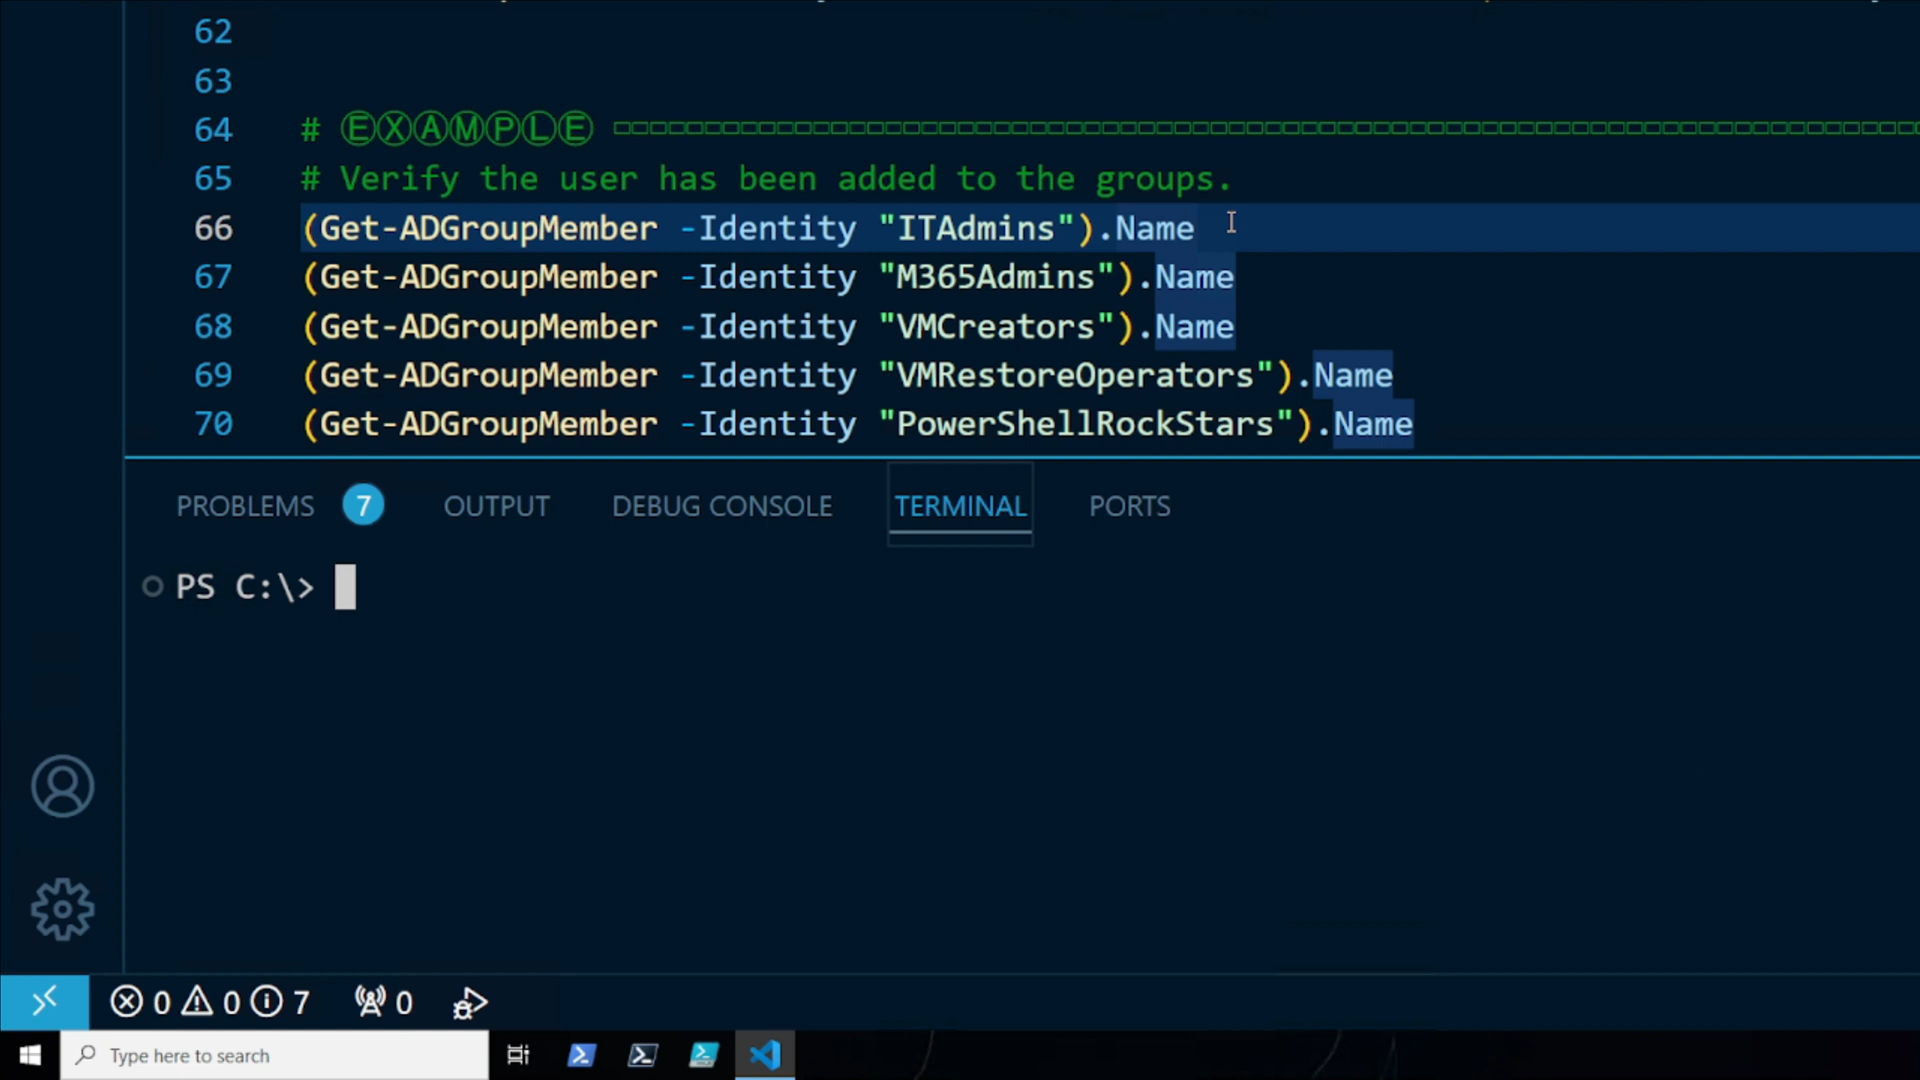 62
63
64 # ⒺⓍⒶⓂⓅⓁⒺ
65 # Verify the user has been added to the groups.
66 (Get-ADGroupMember -Identity "ITAdmins").Name
67 (Get-ADGroupMember -Identity "M365Admins").Name
68 (Get-ADGroupMember -Identity "VMCreators").Name
69 (Get-ADGroupMember -Identity "VMRestoreOperators").Name
70 (Get-ADGroupMember -Identity "PowerShellRockStars").Name
PROBLEMS 7 OUTPUT DEBUG CONSOLE TERMINAL PORTS
PS C:\>
0 0 7 0
Type here to search